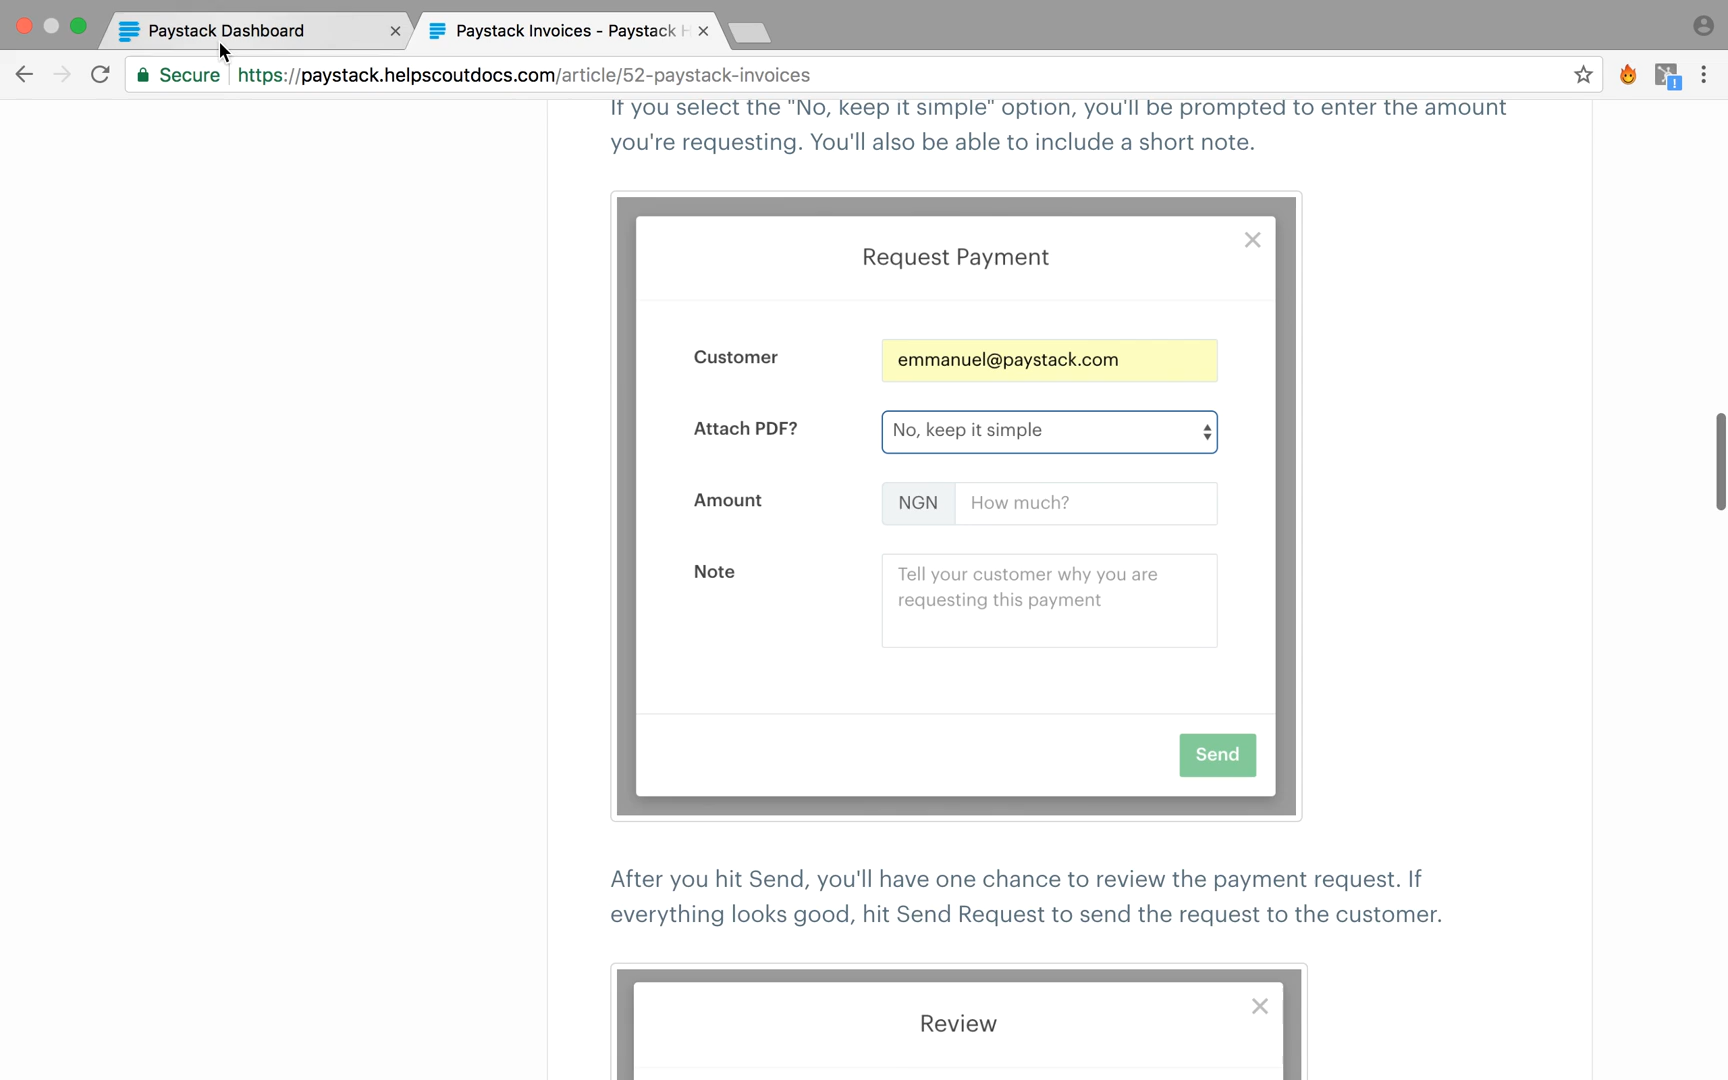 Paystack Dashboard
Paystack Invoices - Paystack H
Secure
https://paystack.helpscoutdocs.com/article/52-paystack-invoices
If you select the "No, keep it simple" option, you'll be prompted to enter the amount
you're requesting. You'll also be able to include a short note.
Request Payment
Customer
emmanuel@paystack.com
Attach PDF?
No, keep it simple
Amount
NGN
How much?
Note
Tell your customer why you are
requesting this payment
Send
After you hit Send, you'll have one chance to review the payment request. If
everything looks good, hit Send Request to send the request to the customer.
Review